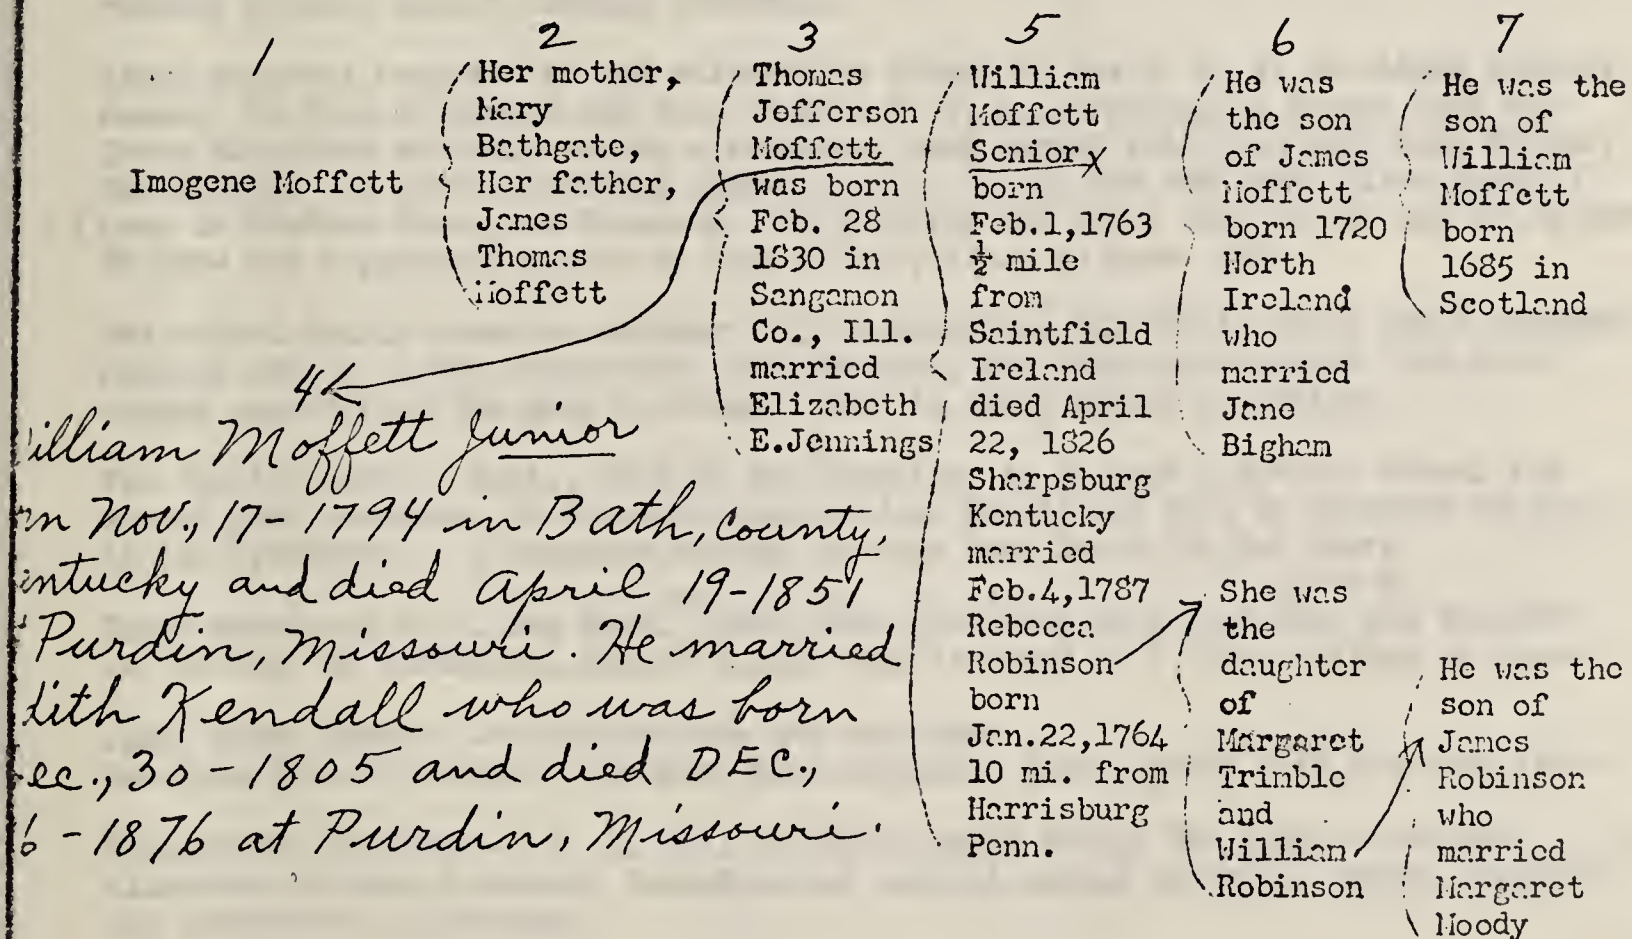 1
Imogene Moffett
2
Her mother,
Mary
Bathgate,
Her father,
James
Thomas
Moffett
3
Thomas
Jefferson
Moffett
was born
Feb. 28
1830 in
Sangamon
Co., Ill.
married
Elizabeth
E.Jennings
4
illiam Moffett Junior
rn Nov., 17-1794 in Bath, County,
entucky and died April 19-1851
Purdin, Missouri. He married
dith Kendall who was born
ec., 30-1805 and died DEC.,
6-1876 at Purdin, Missouri.
5
William
Moffett
Senior X
born
Feb.1,1763
½ mile
from
Saintfield
Ireland
died April
22, 1826
Sharpsburg
Kentucky
married
Feb.4,1787
Rebecca
Robinson
born
Jan.22,1764
10 mi. from
Harrisburg
Penn.
6
He was
the son
of James
Moffett
born 1720
North
Ireland
who
married
Jane
Bigham
She was
the
daughter
of
Margaret
Trimble
and
William
Robinson
7
He was the
son of
William
Moffett
born
1685 in
Scotland
He was the
son of
James
Robinson
who
married
Margaret
Moody